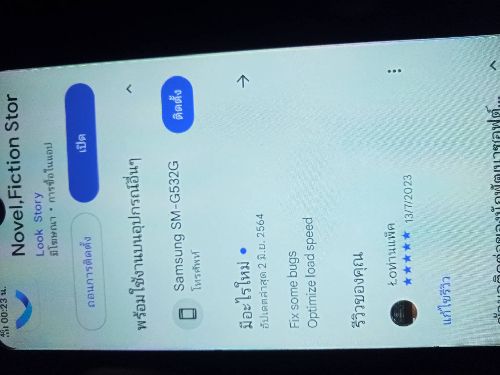 00:23 น.
Novel,Fiction Stor
Look Story
มีโฆษณา • การซื้อในแอป
ถอนการติดตั้ง
เปิด
พร้อมใช้งานบนอุปกรณ์อื่นๆ
Samsung SM-G532G
โทรศัพท์
ติดตั้ง
มีอะไรใหม่
อัปเดตล่าสุด 2 มิ.ย. 2564
Fix some bugs
Optimize load speed
รีวิวของคุณ
13/7/2023
แก้ไขรีวิว